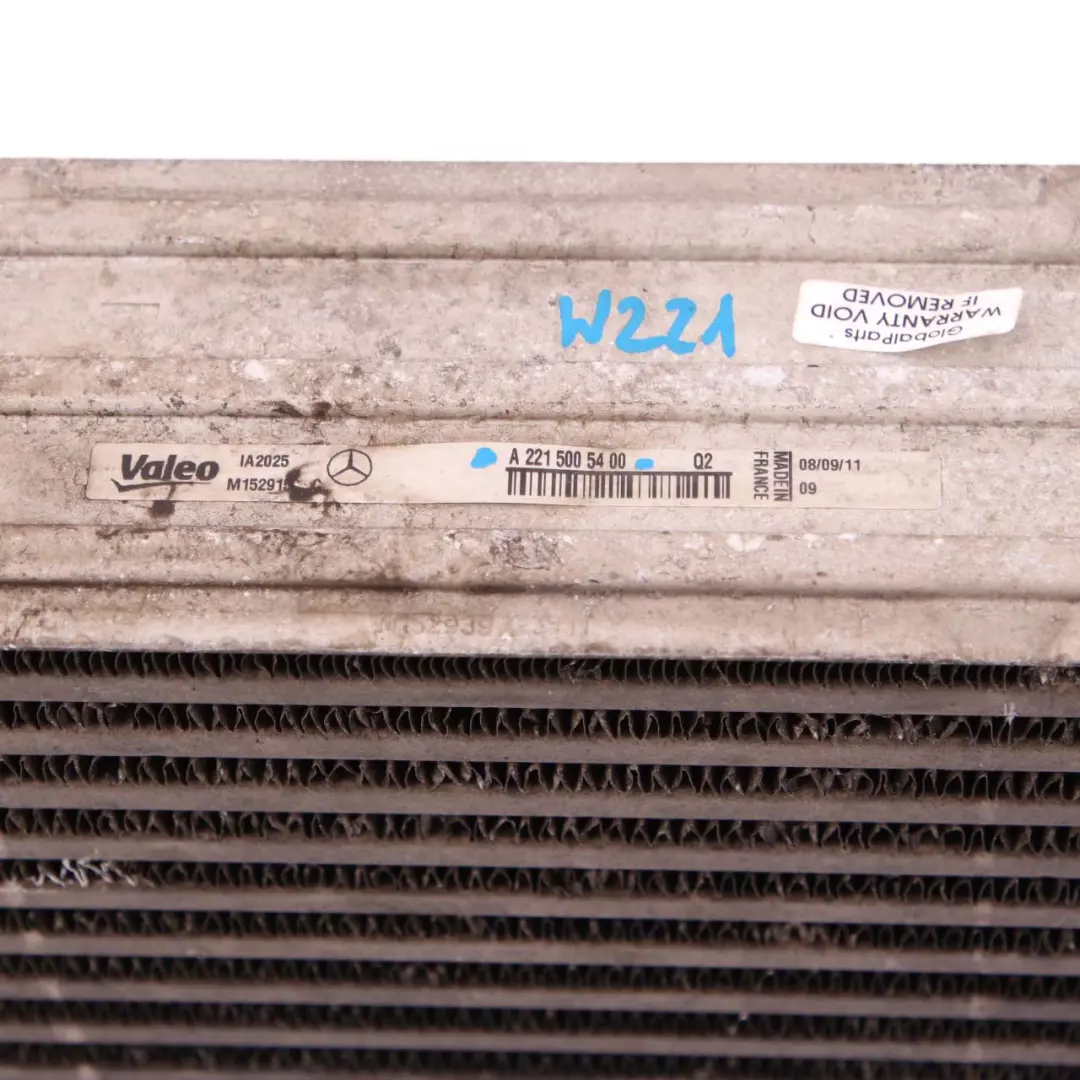 W221
GlobalParts
WARRANTY VOID
IF REMOVED
Valeo IA2025 A 221 500 54 00 Q2 MADE IN FRANCE 08/09/11
09